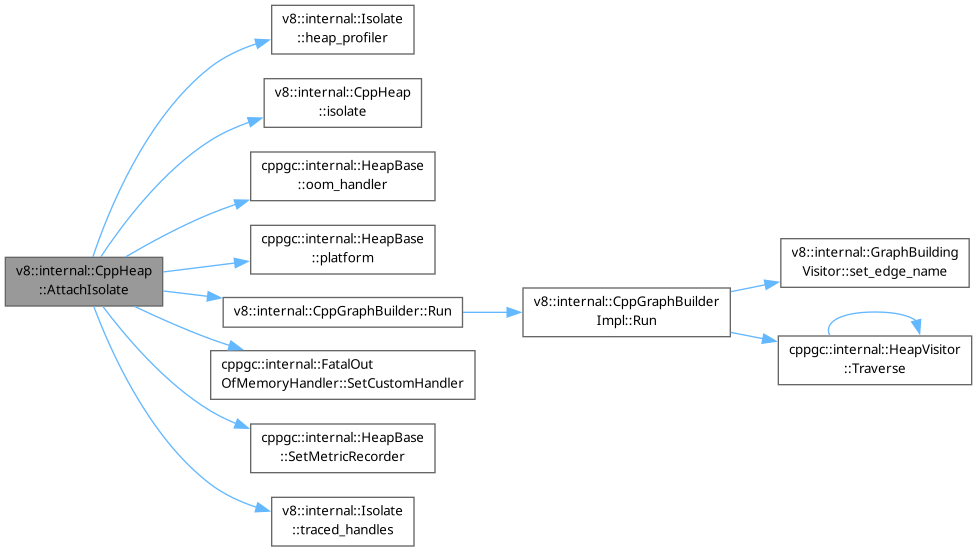 v8::internal::Isolate
::heap_profiler
v8::internal::CppHeap
::isolate
cppgc::internal::HeapBase
::oom_handler
cppgc::internal::HeapBase
::platform
v8::internal::CppHeap
::AttachIsolate
v8::internal::CppGraphBuilder::Run
v8::internal::CppGraphBuilder
Impl::Run
v8::internal::GraphBuilding
Visitor::set_edge_name
cppgc::internal::HeapVisitor
::Traverse
cppgc::internal::FatalOut
OfMemoryHandler::SetCustomHandler
cppgc::internal::HeapBase
::SetMetricRecorder
v8::internal::Isolate
::traced_handles